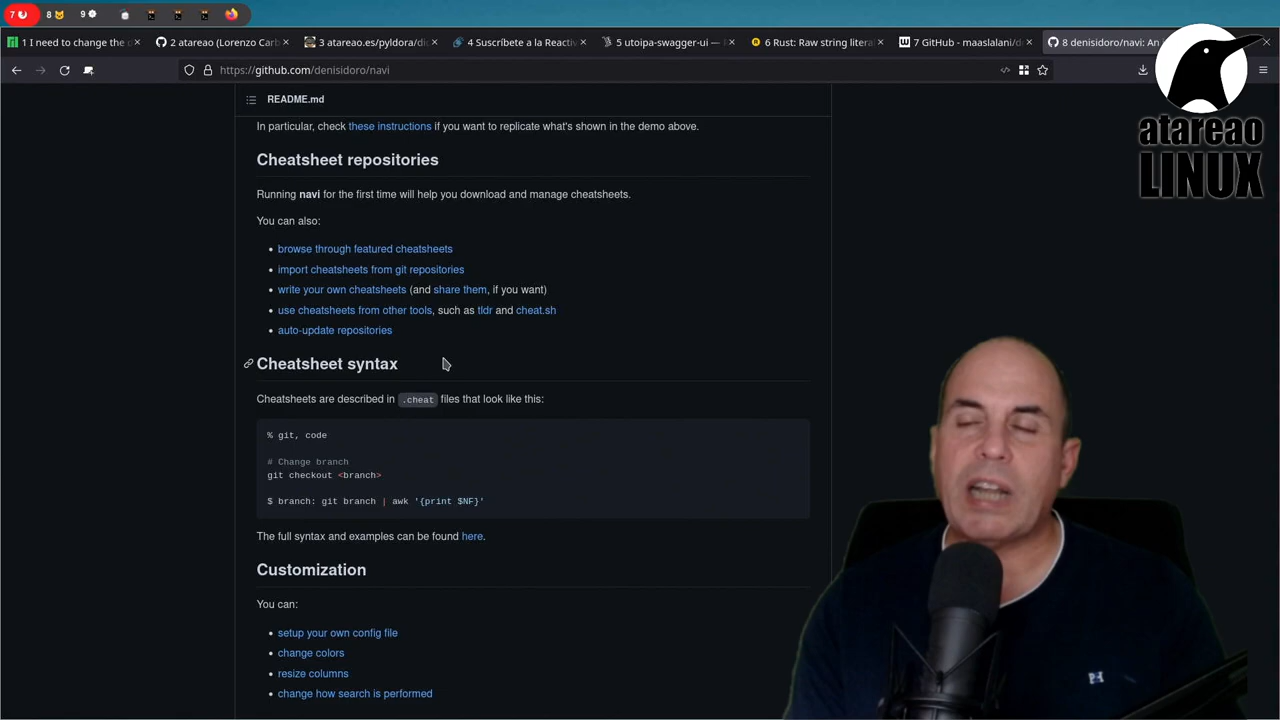 7
8
9
1 I need to change the
2 atareao (Lorenzo Carb
3 atareao.es/pyldora/dic
4 Suscribete a la Reactiv
5 utoipa-swagger-ui —
6 Rust: Raw string litera
7 GitHub - maaslalani/de
8 denisidoro/navi: An
https://github.com/denisidoro/navi
atareao
LINUX
README.md
In particular, check these instructions if you want to replicate what's shown in the demo above.
Cheatsheet repositories
Running navi for the first time will help you download and manage cheatsheets.
You can also:
• browse through featured cheatsheets
• import cheatsheets from git repositories
• write your own cheatsheets (and share them, if you want)
• use cheatsheets from other tools, such as tldr and cheat.sh
• auto-update repositories
Cheatsheet syntax
Cheatsheets are described in .cheat files that look like this:
% git, code
# Change branch
git checkout <branch>
$ branch: git branch | awk '{print $NF}'
The full syntax and examples can be found here.
Customization
You can:
• setup your own config file
• change colors
• resize columns
• change how search is performed